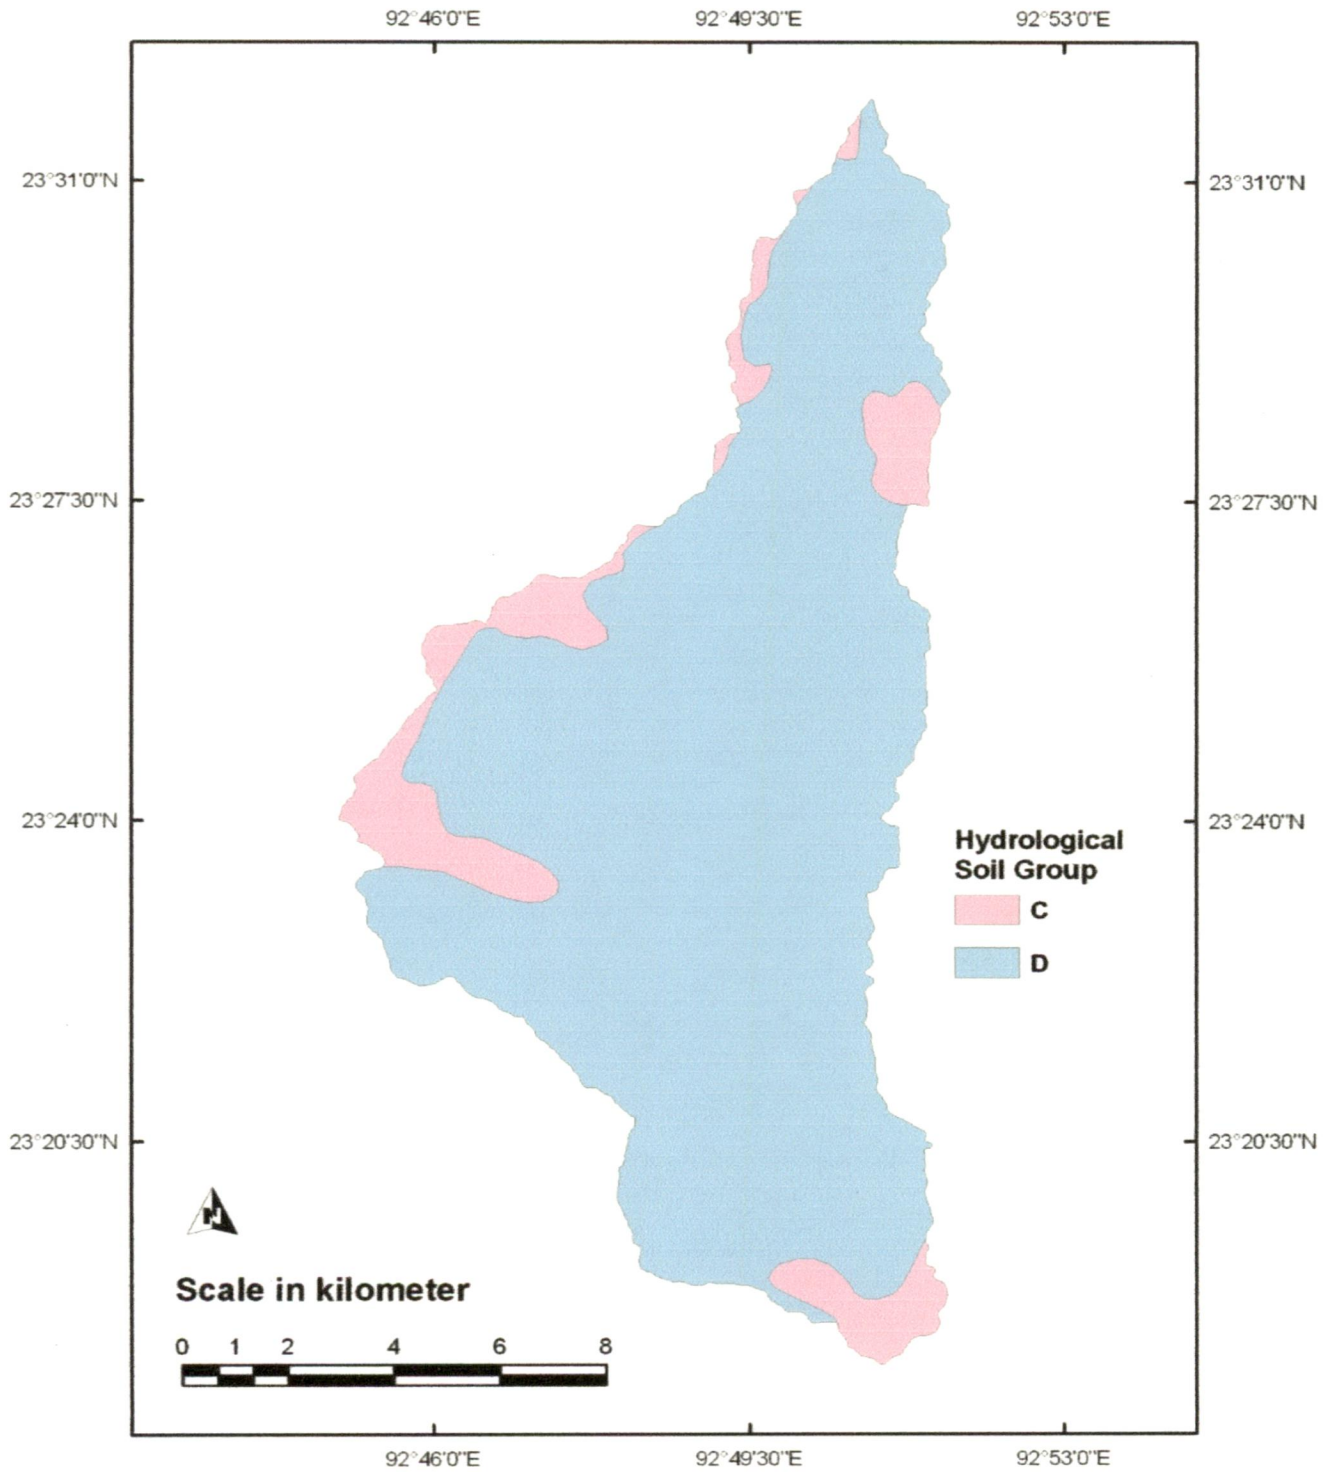 92°46'0"E 92°49'30"E 92°53'0"E
23°31'0"N 23°31'0"N
23°27'30"N 23°27'30"N
23°24'0"N 23°24'0"N
Hydrological
Soil Group
C
D
23°20'30"N 23°20'30"N
N
Scale in kilometer
0 1 2 4 6 8
92°46'0"E 92°49'30"E 92°53'0"E